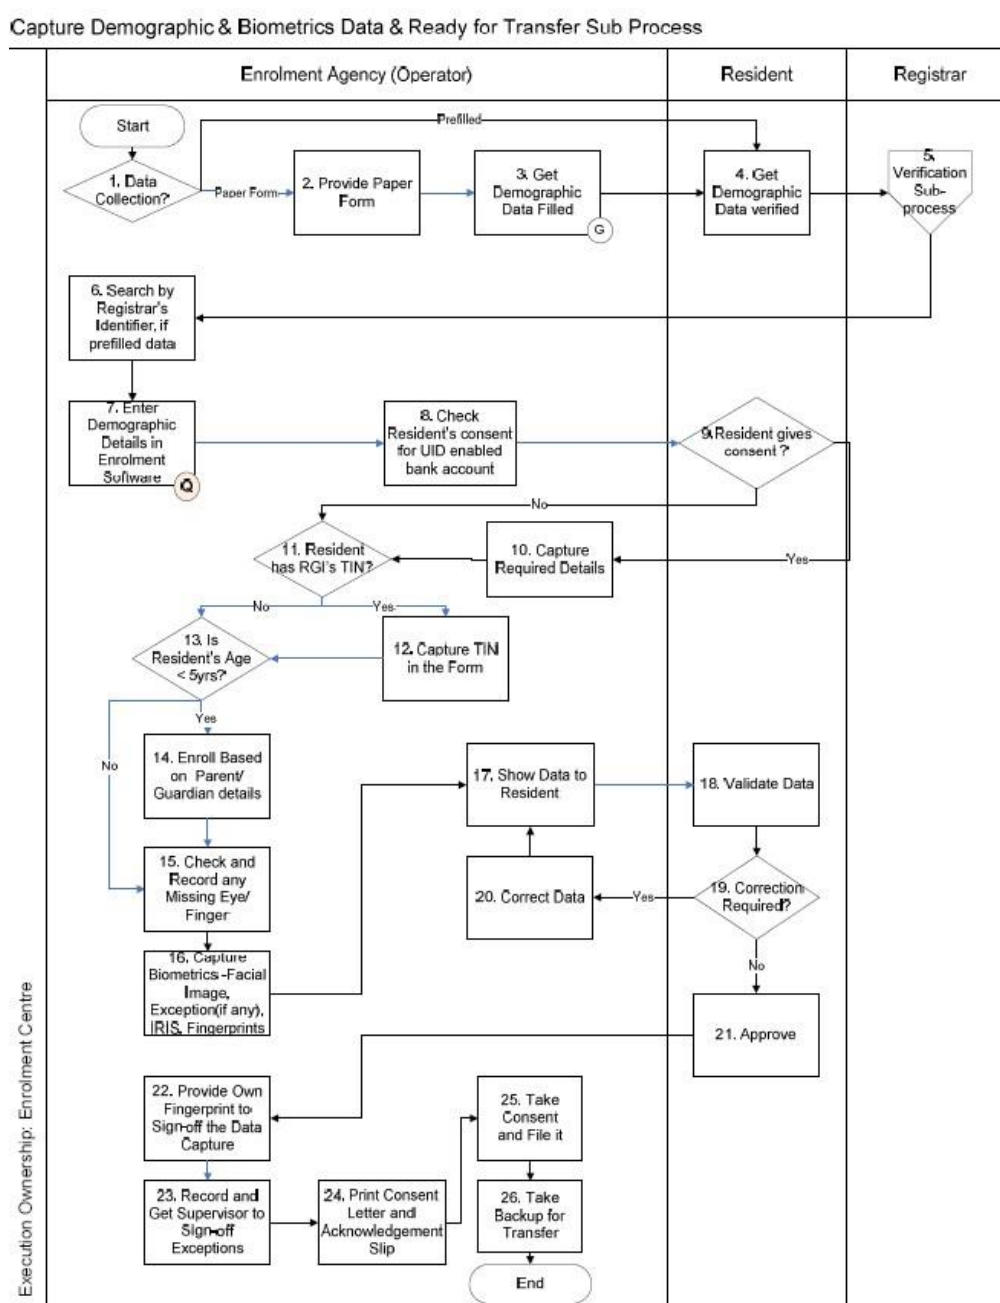 Capture Demographic & Biometrics Data & Ready for Transfer Sub Process
Enrolment Agency (Operator)
Resident
Registrar
Start
Prefilled
1. Data
Collection?
Paper Form
2. Provide Paper
Form
3. Get
Demographic
Data Filled
G
4. Get
Demographic
Data verified
5.
Verification
Sub-
process
6. Search by
Registrar's
Identifier, if
prefilled data
7. Enter
Demographic
Details in
Enrolment
Software
Q
8. Check
Resident's consent
for UID enabled
bank account
9. Resident gives
consent ?
No
Yes
10. Capture
Required Details
11. Resident
has RGI's TIN?
No
Yes
12. Capture TIN
in the Form
13. Is
Resident's Age
< 5yrs?
Yes
No
14. Enroll Based
on Parent/
Guardian details
15. Check and
Record any
Missing Eye/
Finger
16. Capture
Biometrics -Facial
Image,
Exception(if any),
IRIS, Fingerprints
17. Show Data to
Resident
18. Validate Data
19. Correction
Required?
Yes
20. Correct Data
No
21. Approve
22. Provide Own
Fingerprint to
Sign-off the Data
Capture
23. Record and
Get Supervisor to
Sign-off
Exceptions
24. Print Consent
Letter and
Acknowledgement
Slip
25. Take
Consent
and File it
26. Take
Backup for
Transfer
End
Execution Ownership: Enrolment Centre